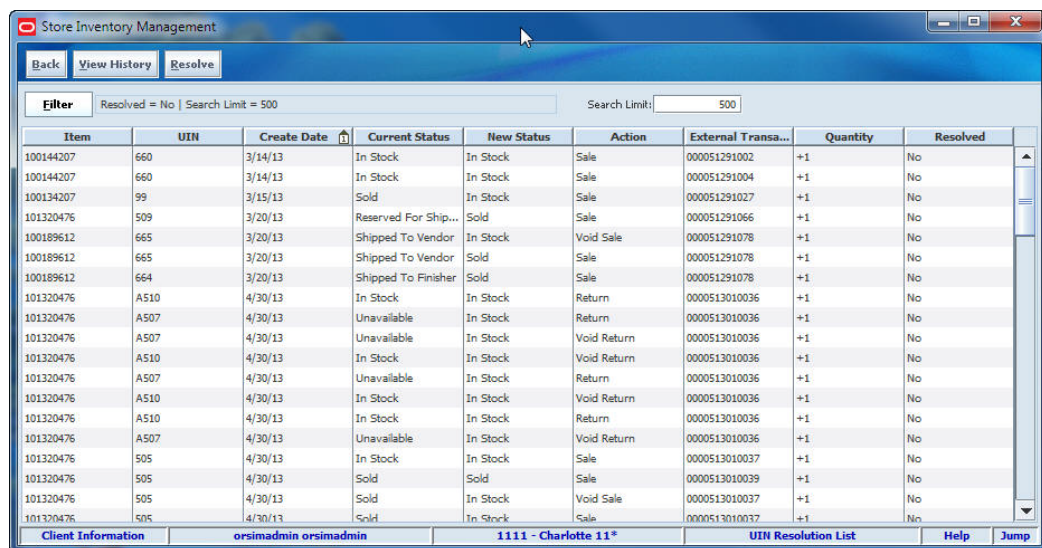 Store Inventory Management
Back View History Resolve
Filter Resolved = No | Search Limit = 500 Search Limit: 500
Item UIN Create Date 1 Current Status New Status Action External Transa... Quantity Resolved
100144207 660 3/14/13 In Stock In Stock Sale 000051291002 +1 No
100144207 660 3/14/13 In Stock In Stock Sale 000051291004 +1 No
100134207 99 3/15/13 Sold In Stock Sale 000051291027 +1 No
101320476 509 3/20/13 Reserved For Ship... Sold Sale 000051291066 +1 No
100189612 665 3/20/13 Shipped To Vendor In Stock Void Sale 000051291078 +1 No
100189612 665 3/20/13 Shipped To Vendor Sold Sale 000051291078 +1 No
100189612 664 3/20/13 Shipped To Finisher Sold Sale 000051291078 +1 No
101320476 A510 4/30/13 In Stock In Stock Return 0000513010036 +1 No
101320476 A507 4/30/13 Unavailable In Stock Return 0000513010036 +1 No
101320476 A507 4/30/13 Unavailable In Stock Void Return 0000513010036 +1 No
101320476 A510 4/30/13 In Stock In Stock Void Return 0000513010036 +1 No
101320476 A507 4/30/13 Unavailable In Stock Return 0000513010036 +1 No
101320476 A510 4/30/13 In Stock In Stock Void Return 0000513010036 +1 No
101320476 A510 4/30/13 In Stock In Stock Return 0000513010036 +1 No
101320476 A507 4/30/13 Unavailable In Stock Void Return 0000513010036 +1 No
101320476 505 4/30/13 In Stock In Stock Sale 0000513010037 +1 No
101320476 505 4/30/13 Sold Sold Sale 0000513010039 +1 No
101320476 505 4/30/13 Sold In Stock Void Sale 0000513010037 +1 No
101320476 505 4/30/13 Sold In Stock Sale 0000513010037 +1 No
Client Information orsimadmin orsimadmin 1111 - Charlotte 11* UIN Resolution List Help Jump